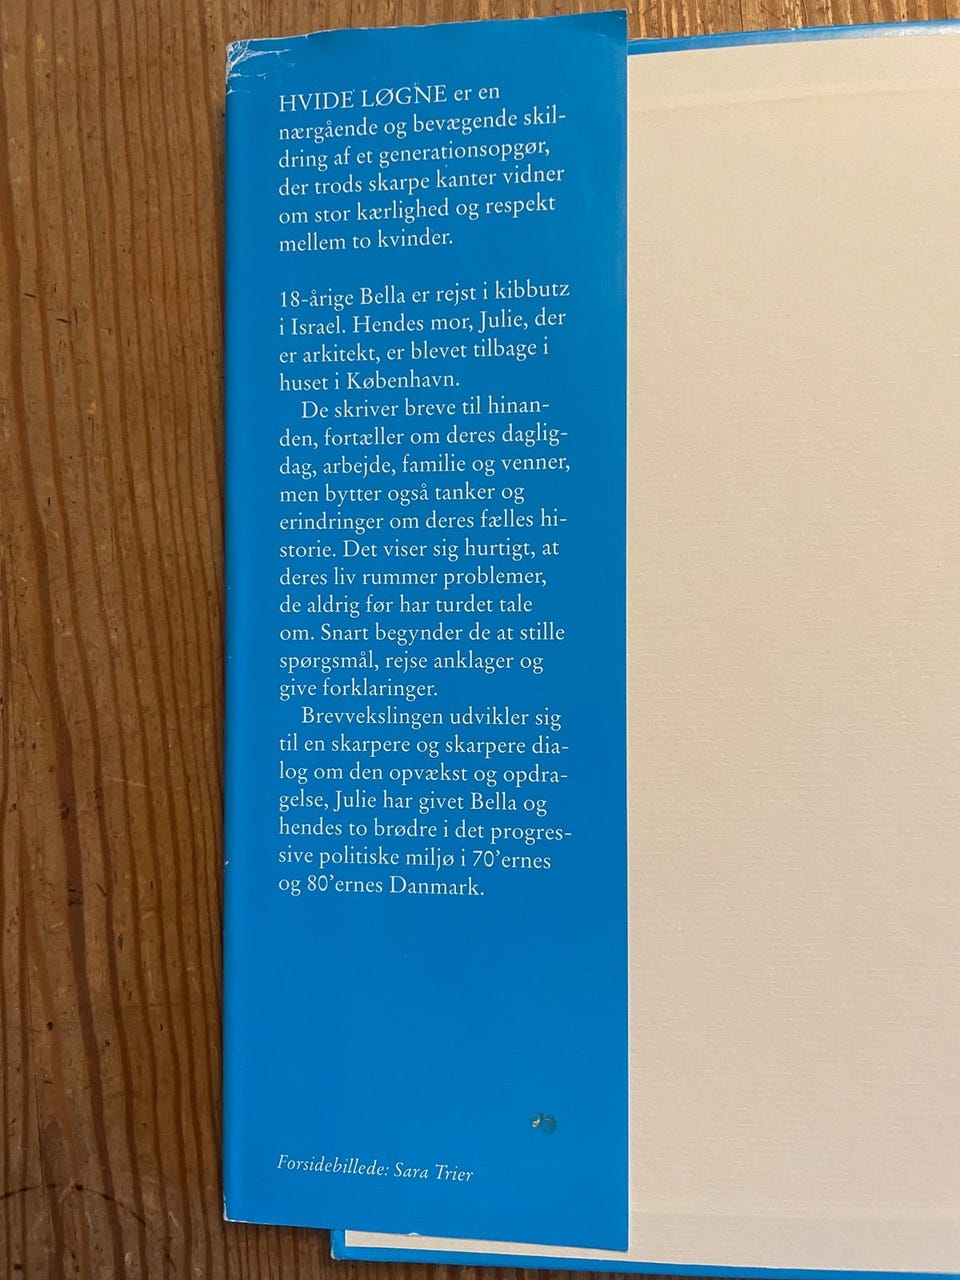 HVIDE LØGNE er en
nærgående og bevægende skil-
dring af et generationsopgør,
der trods skarpe kanter vidner
om stor kærlighed og respekt
mellem to kvinder.
18-årige Bella er rejst i kibbutz
i Israel. Hendes mor, Julie, der
er arkitekt, er blevet tilbage i
huset i København.
De skriver breve til hinan-
den, fortæller om deres daglig-
dag, arbejde, familie og venner,
men bytter også tanker og
erindringer om deres fælles hi-
storie. Det viser sig hurtigt, at
deres liv rummer problemer,
de aldrig før har turdet tale
om. Snart begynder de at stille
spørgsmål, rejse anklager og
give forklaringer.
Brevvekslingen udvikler sig
til en skarpere og skarpere dia-
log om den opvækst og opdra-
gelse, Julie har givet Bella og
hendes to brødre i det progres-
sive politiske miljø i 70'ernes
og 80'ernes Danmark.
Forsidebillede: Sara Trier